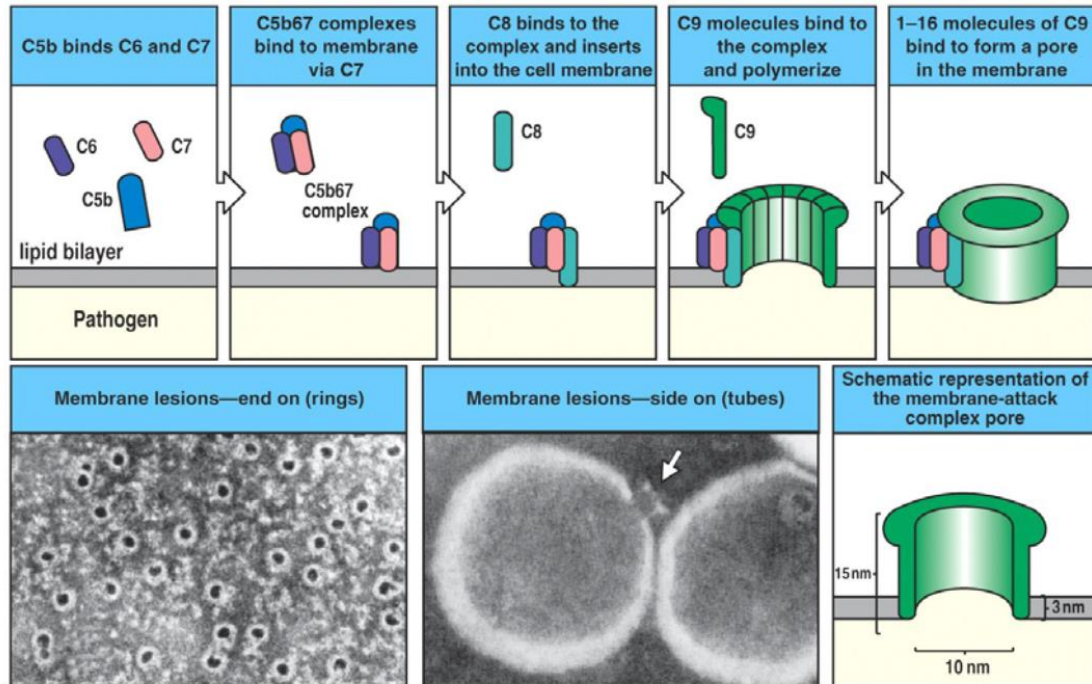 C5b binds C6 and C7
C6
C7
C5b
lipid bilayer
Pathogen
C5b67 complexes
bind to membrane
via C7
C5b67
complex
C8 binds to the
complex and inserts
into the cell membrane
C8
C9 molecules bind to
the complex
and polymerize
C9
1–16 molecules of C9
bind to form a pore
in the membrane
Membrane lesions—end on (rings)
Membrane lesions—side on (tubes)
Schematic representation of
the membrane-attack
complex pore
15 nm
3 nm
10 nm